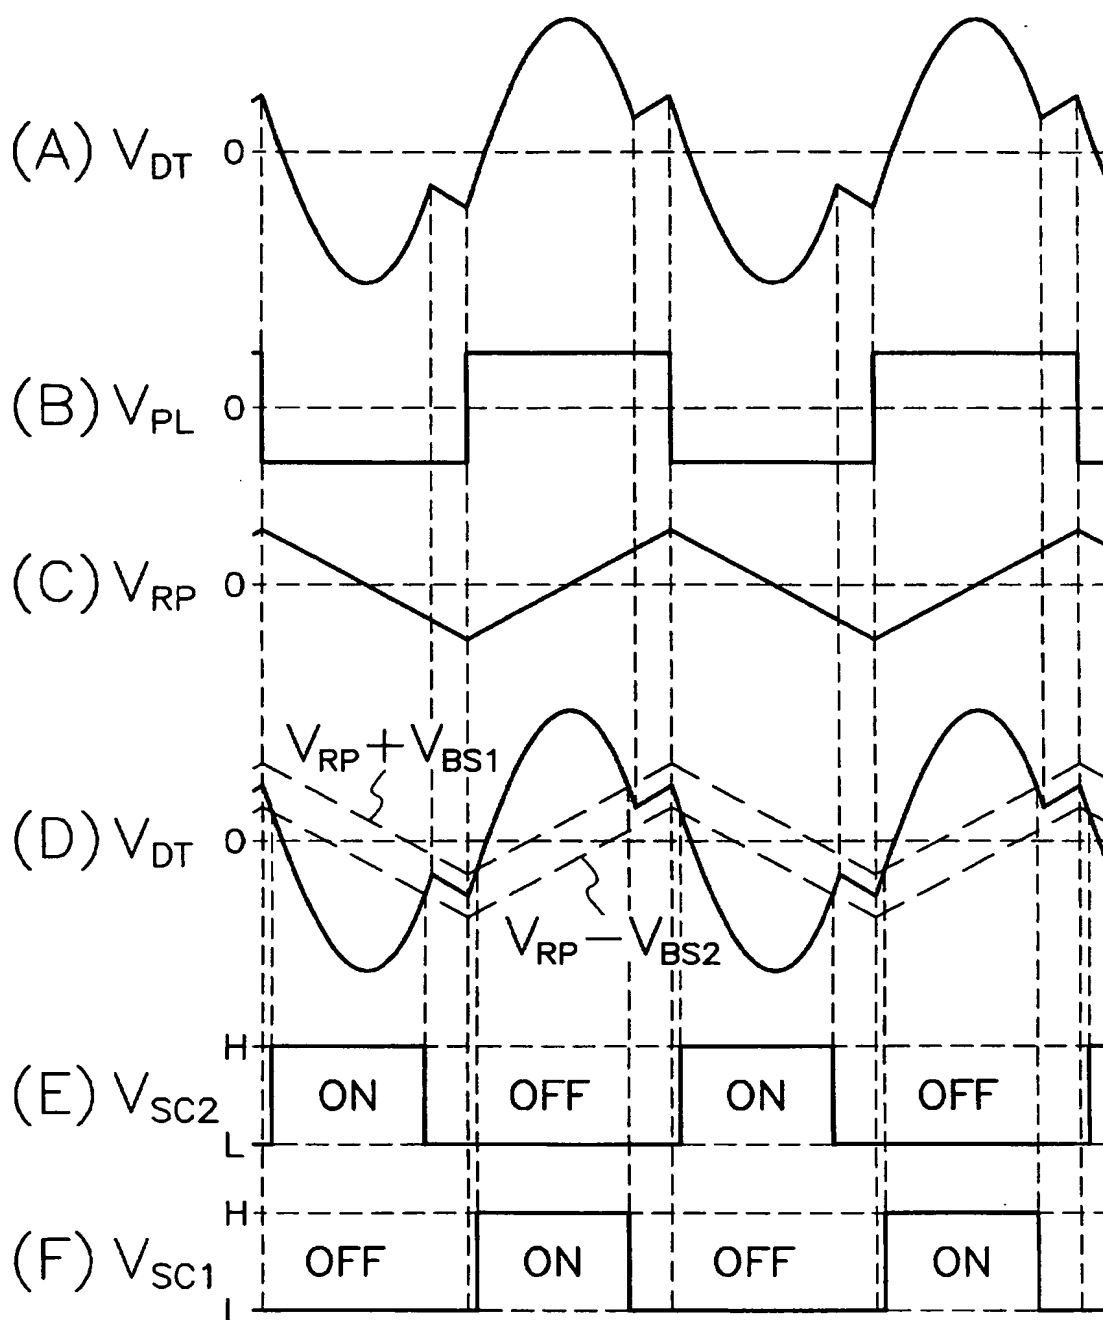 (A) VDT 0
(B) VPL 0
(C) VRP 0
VRP + VBS1
(D) VDT 0
VRP − VBS2
H
(E) VSC2 ON OFF ON OFF
L
H
(F) VSC1 OFF ON OFF ON
L